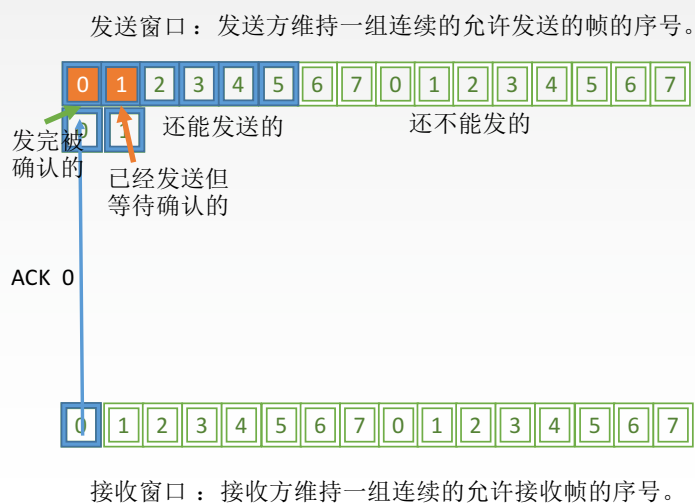 发送窗口：发送方维持一组连续的允许发送的帧的序号。
0 1 2 3 4 5 6 7 0 1 2 3 4 5 6 7
0 1
还能发送的
还不能发的
发完被
确认的
已经发送但
等待确认的
ACK 0
0 1 2 3 4 5 6 7 0 1 2 3 4 5 6 7
接收窗口：接收方维持一组连续的允许接收帧的序号。